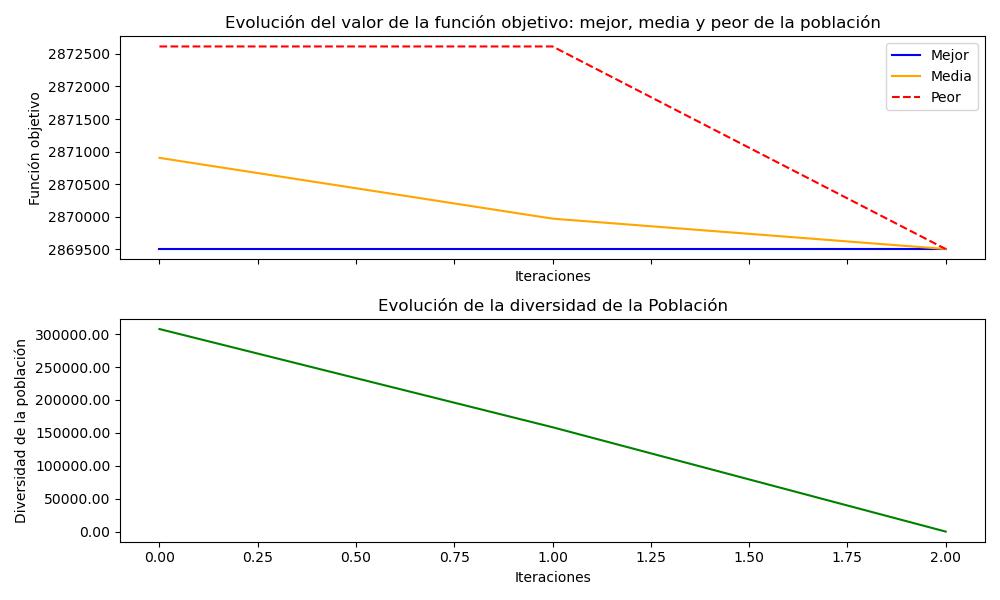 Evolución del valor de la función objetivo: mejor, media y peor de la población
2872500
2872000
2871500
2871000
2870500
2870000
2869500
Función objetivo
Mejor
Media
Peor
Iteraciones
Evolución de la diversidad de la Población
300000.00
250000.00
200000.00
150000.00
100000.00
50000.00
0.00
Diversidad de la población
0.00 0.25 0.50 0.75 1.00 1.25 1.50 1.75 2.00
Iteraciones